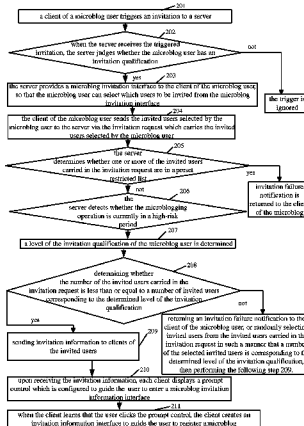 201
a client of a microblog user triggers an invitation to a server
202
when the server receives the triggered
invitation, the server judges whether the microblog user has an
invitation qualification
not
yes
203
the server provides a microblog invitation interface to the client of the microblog user,
so that the microblog user can select which users to be invited from the microblog
invitation interface
the trigger is
ignored
204
the client of the microblog user sends the invited users selected by the
microblog user to the server via the invitation request which carries the invited
users selected by the microblog user
205
the server
determines whether one or more of the invited users
carried in the invitation request are in a preset
restricted list
yes
not
206
the
server detects whether the microblogging
operation is currently in a high-risk
period
invitation failure
notification is
returned to the client
of the microblog
207
a level of the invitation qualification of the microblog user is determined
208
determining whether
the number of the invited users carried in the
invitation request is less than or equal to a number of invited users
corresponding to the determined level of the invitation
qualification
not
yes
209
sending invitation information to clients of
the invited users
returning an invitation failure notification to the
client of the microblog user, or randomly selecting
invited users from the invited users carried in the
invitation request in such a manner that a number
of the selected invited users is corresponding to the
determined level of the invitation qualification,
then performing the following step 209.
210
upon receiving the invitation information, each client displays a prompt
control which is configured to guide the user to enter a microblog invitation
information interface
211
when the client learns that the user clicks the prompt control, the client creates an
invitation information interface to guide the user to register a microblog